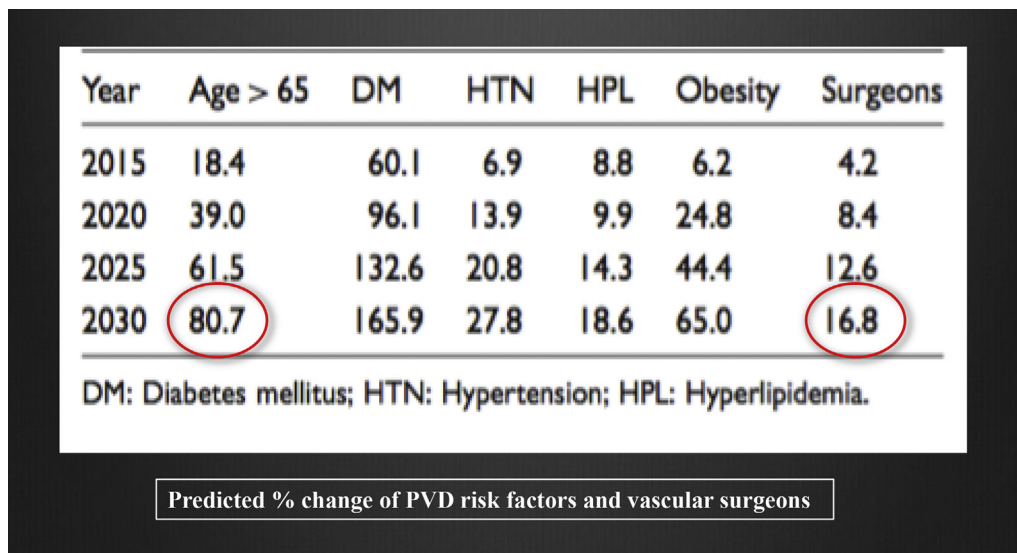 Year Age > 65 DM HTN HPL Obesity Surgeons
2015 18.4 60.1 6.9 8.8 6.2 4.2
2020 39.0 96.1 13.9 9.9 24.8 8.4
2025 61.5 132.6 20.8 14.3 44.4 12.6
2030 80.7 165.9 27.8 18.6 65.0 16.8
DM: Diabetes mellitus; HTN: Hypertension; HPL: Hyperlipidemia.
Predicted % change of PVD risk factors and vascular surgeons